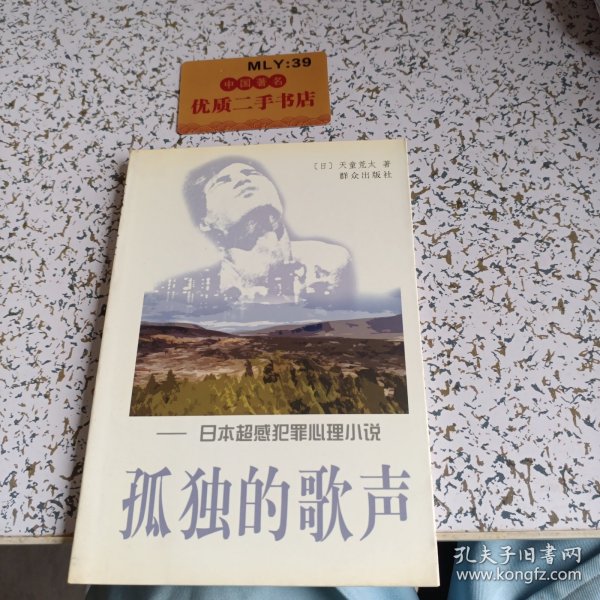 MLY:39
中国著名
优质二手书店
〔日〕天童荒太 著
群众出版社
—— 日本超感犯罪心理小说
孤独的歌声
孔夫子旧书网
www.kongfz.com